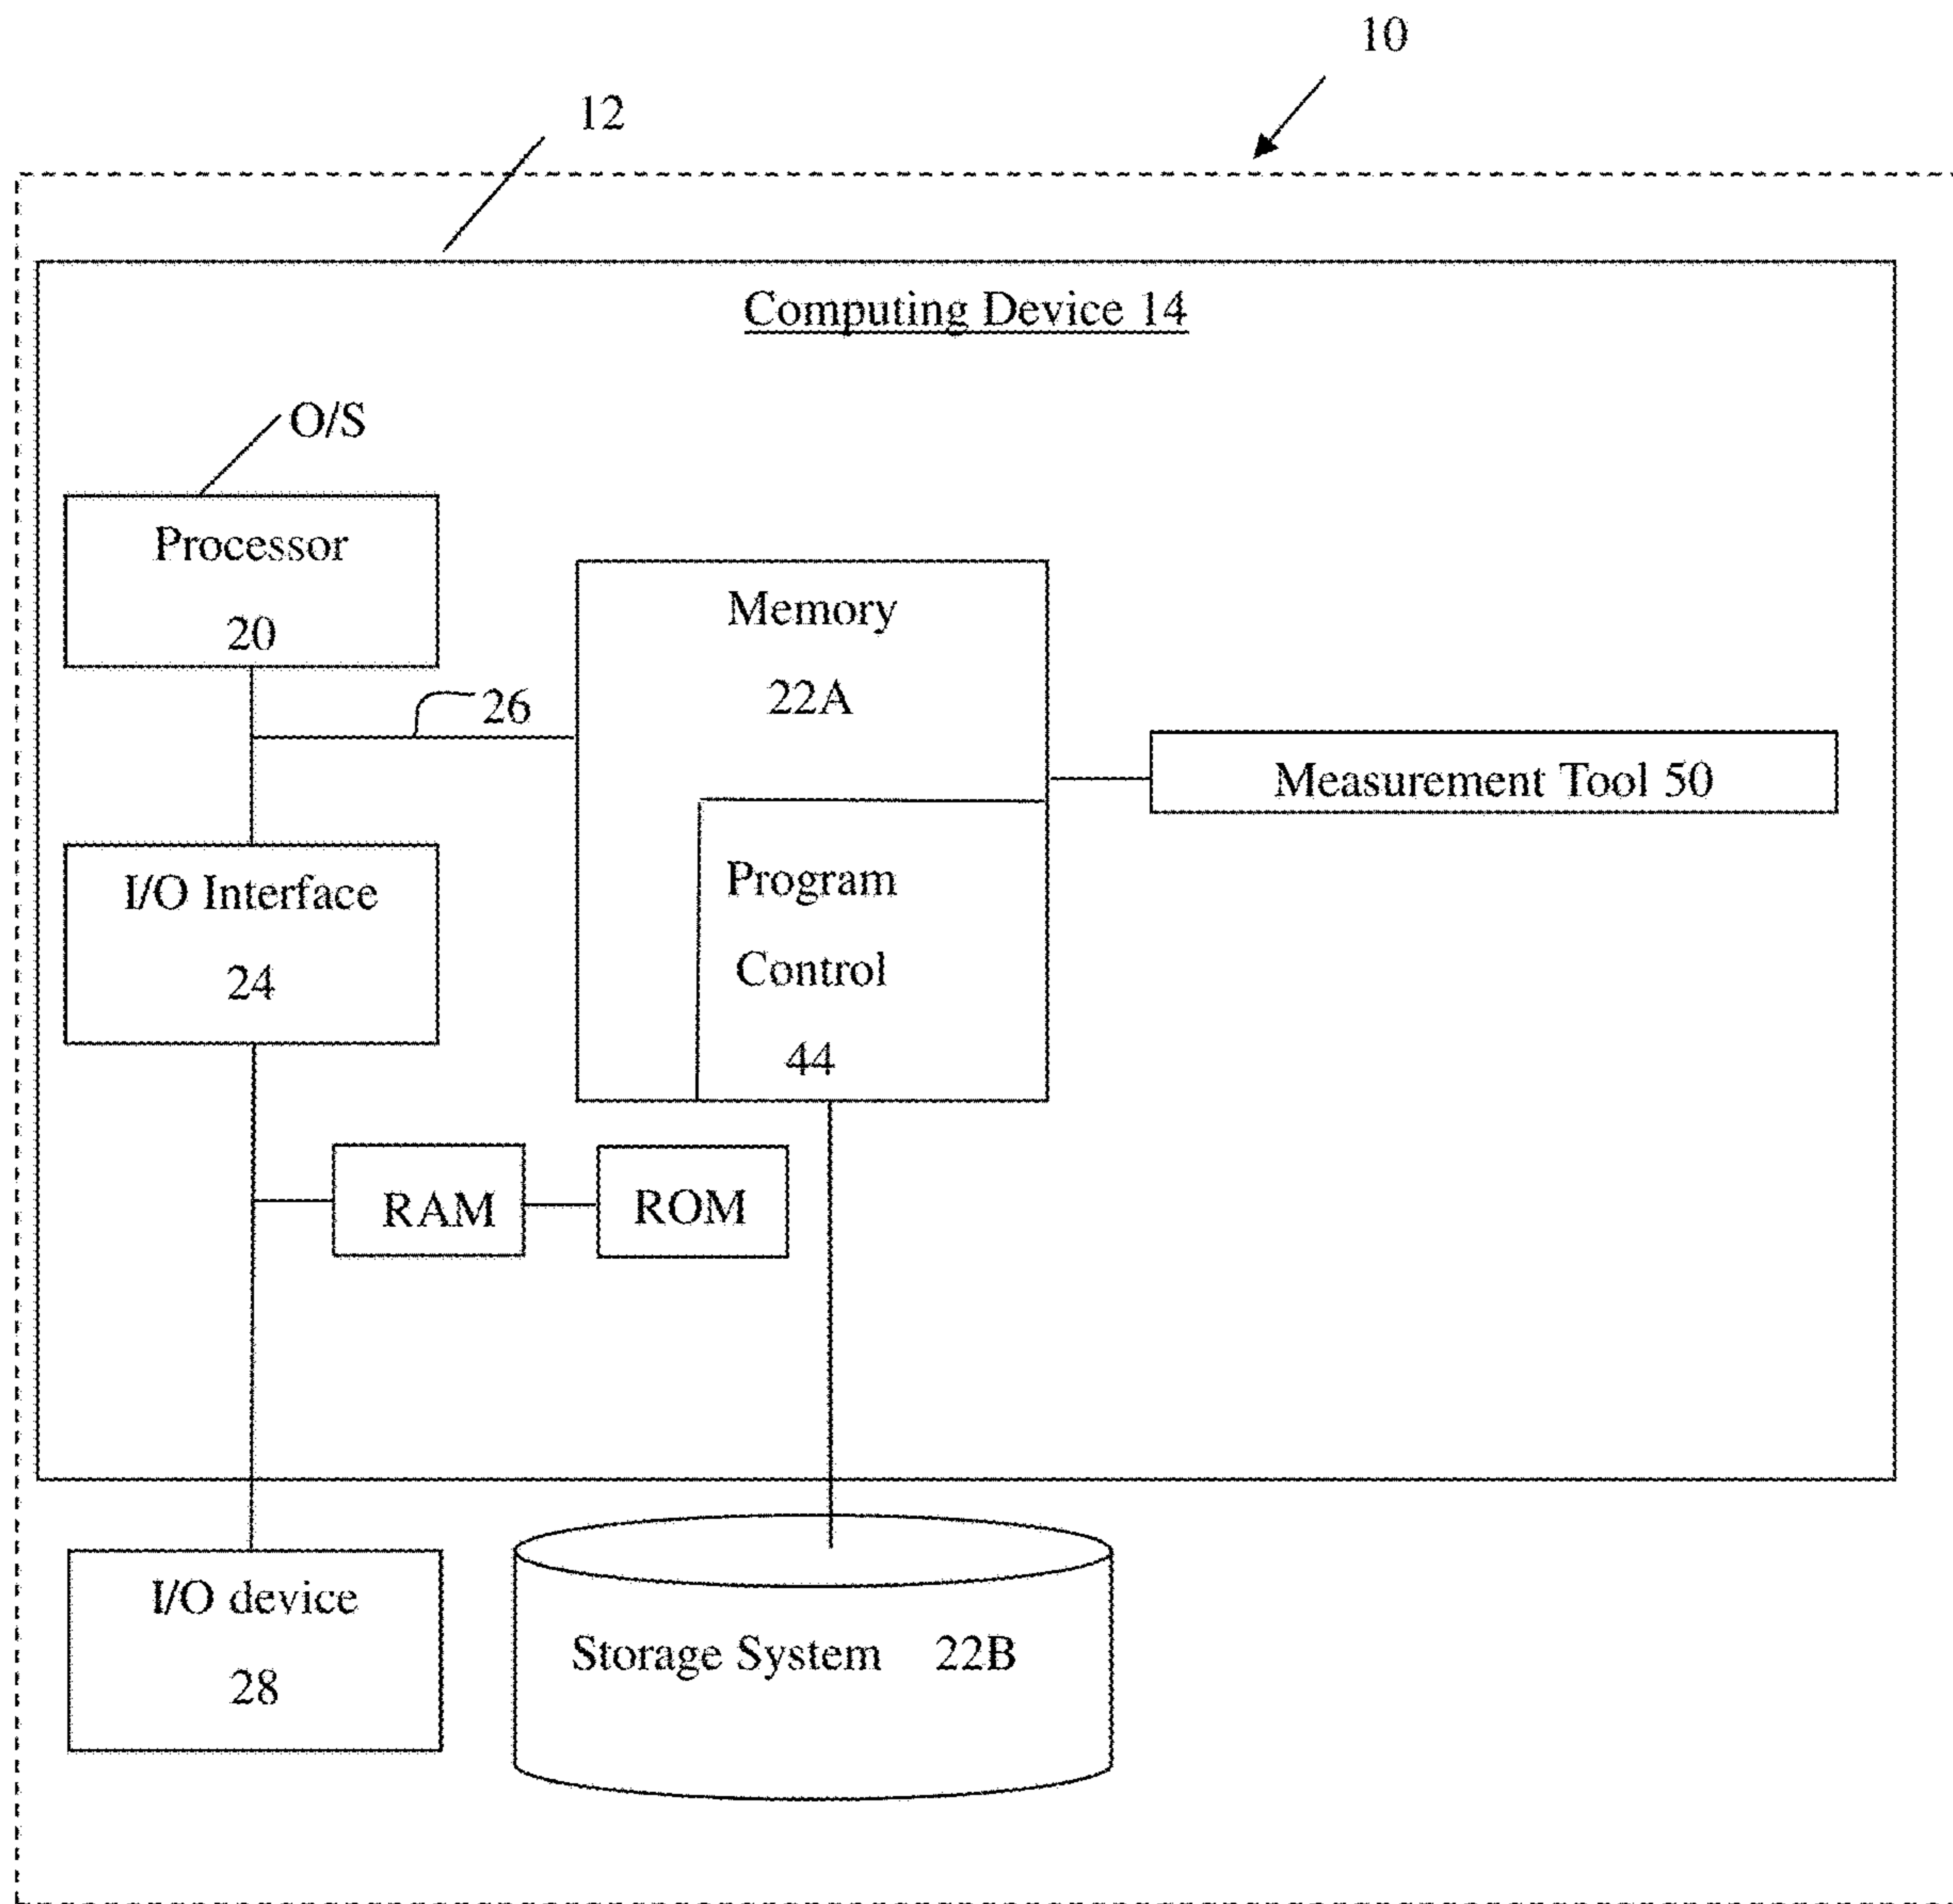 10
12
Computing Device 14
O/S
Processor
20
Memory
22A
26
Measurement Tool 50
I/O Interface
24
Program
Control
44
RAM
ROM
I/O device
28
Storage System 22B